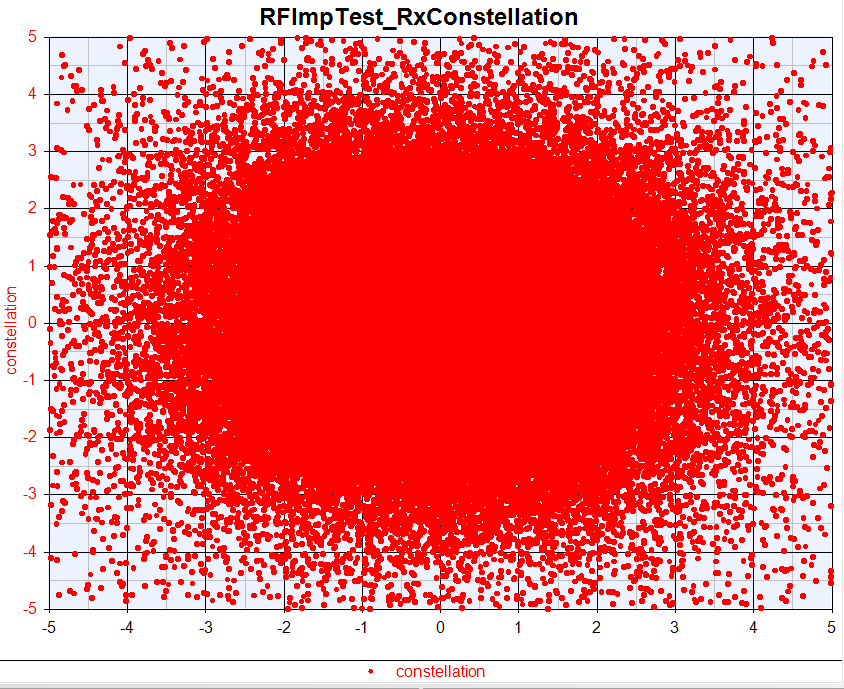 RFImpTest_RxConstellation
5
4
3
2
1
0
-1
-2
-3
-4
-5
constellation
-5 -4 -3 -2 -1 0 1 2 3 4 5
constellation